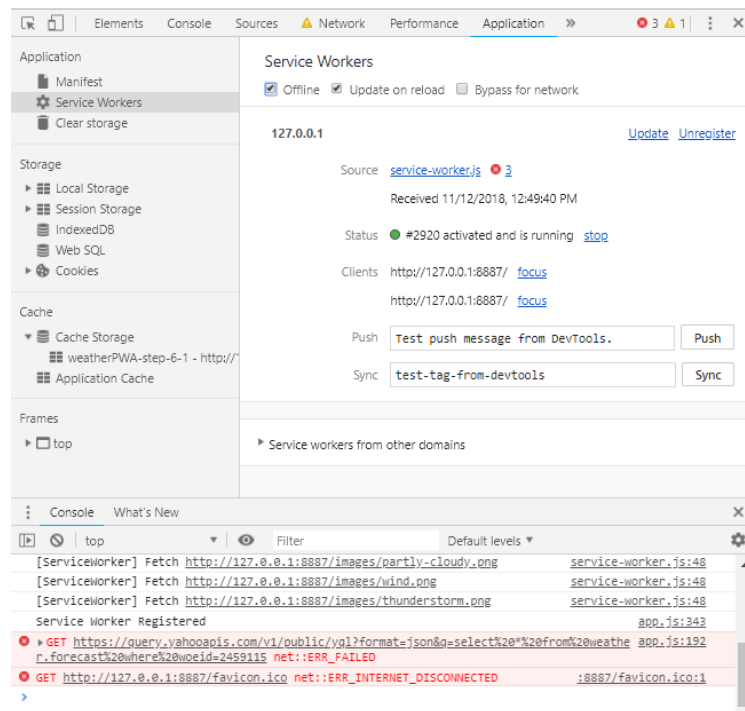 Elements Console Sources Network Performance Application » 3 1
Application
Manifest
Service Workers
Clear storage
Storage
Local Storage
Session Storage
IndexedDB
Web SQL
Cookies
Cache
Cache Storage
weatherPWA-step-6-1 - http://
Application Cache
Frames
top
Service Workers
Offline Update on reload Bypass for network
127.0.0.1 Update Unregister
Source service-worker.js 3
Received 11/12/2018, 12:49:40 PM
Status #2920 activated and is running stop
Clients http://127.0.0.1:8887/ focus
http://127.0.0.1:8887/ focus
Push Test push message from DevTools. Push
Sync test-tag-from-devtools Sync
Service workers from other domains
Console What's New
top Filter Default levels
[ServiceWorker] Fetch http://127.0.0.1:8887/images/partly-cloudy.png service-worker.js:48
[ServiceWorker] Fetch http://127.0.0.1:8887/images/wind.png service-worker.js:48
[ServiceWorker] Fetch http://127.0.0.1:8887/images/thunderstorm.png service-worker.js:48
Service Worker Registered app.js:343
GET https://query.yahooapis.com/v1/public/yql?format=json&q=select%20*%20from%20weathe app.js:192
r.forecast%20where%20woeid=2459115 net::ERR_FAILED
GET http://127.0.0.1:8887/favicon.ico net::ERR_INTERNET_DISCONNECTED :8887/favicon.ico:1